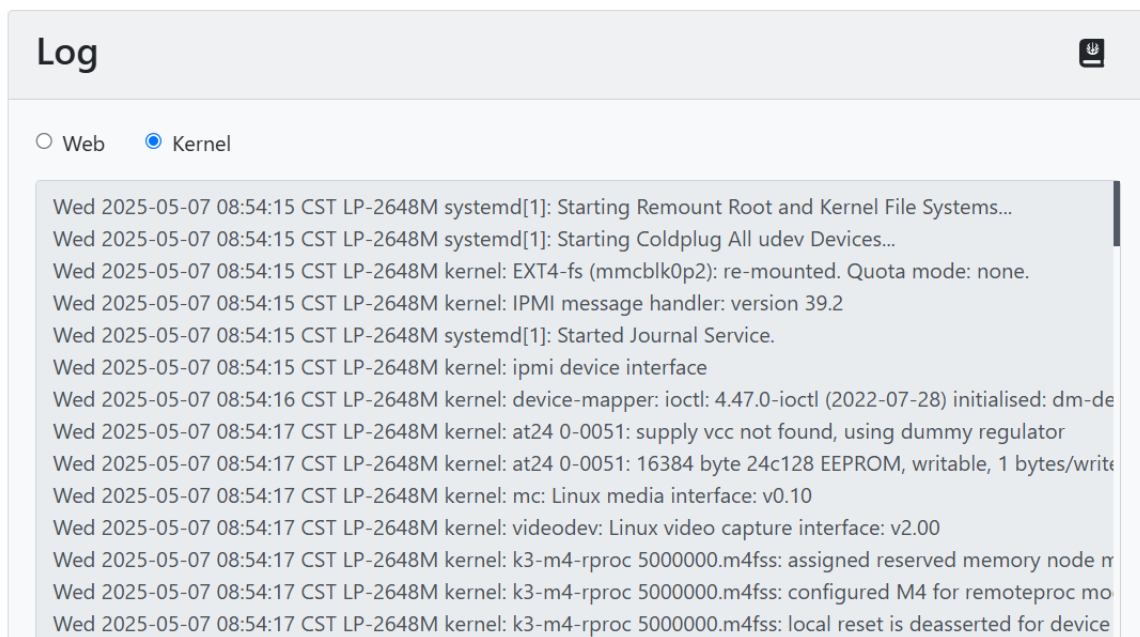 Log
Web Kernel
Wed 2025-05-07 08:54:15 CST LP-2648M systemd[1]: Starting Remount Root and Kernel File Systems...
Wed 2025-05-07 08:54:15 CST LP-2648M systemd[1]: Starting Coldplug All udev Devices...
Wed 2025-05-07 08:54:15 CST LP-2648M kernel: EXT4-fs (mmcblk0p2): re-mounted. Quota mode: none.
Wed 2025-05-07 08:54:15 CST LP-2648M kernel: IPMI message handler: version 39.2
Wed 2025-05-07 08:54:15 CST LP-2648M systemd[1]: Started Journal Service.
Wed 2025-05-07 08:54:15 CST LP-2648M kernel: ipmi device interface
Wed 2025-05-07 08:54:16 CST LP-2648M kernel: device-mapper: ioctl: 4.47.0-ioctl (2022-07-28) initialised: dm-de
Wed 2025-05-07 08:54:17 CST LP-2648M kernel: at24 0-0051: supply vcc not found, using dummy regulator
Wed 2025-05-07 08:54:17 CST LP-2648M kernel: at24 0-0051: 16384 byte 24c128 EEPROM, writable, 1 bytes/write
Wed 2025-05-07 08:54:17 CST LP-2648M kernel: mc: Linux media interface: v0.10
Wed 2025-05-07 08:54:17 CST LP-2648M kernel: videodev: Linux video capture interface: v2.00
Wed 2025-05-07 08:54:17 CST LP-2648M kernel: k3-m4-rproc 5000000.m4fss: assigned reserved memory node m
Wed 2025-05-07 08:54:17 CST LP-2648M kernel: k3-m4-rproc 5000000.m4fss: configured M4 for remoteproc mo
Wed 2025-05-07 08:54:17 CST LP-2648M kernel: k3-m4-rproc 5000000.m4fss: local reset is deasserted for device